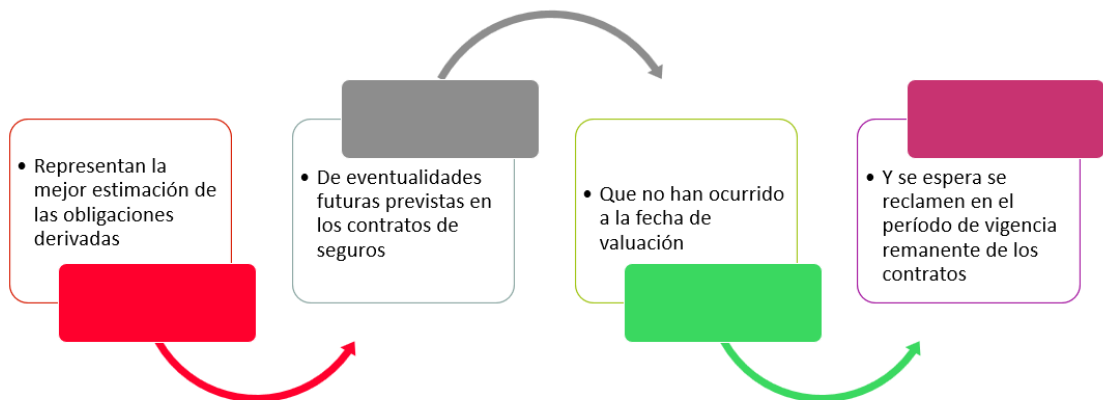 • Representan la
mejor estimación de
las obligaciones
derivadas
• De eventualidades
futuras previstas en
los contratos de
seguros
• Que no han ocurrido
a la fecha de
valuación
• Y se espera se
reclamen en el
período de vigencia
remanente de los
contratos